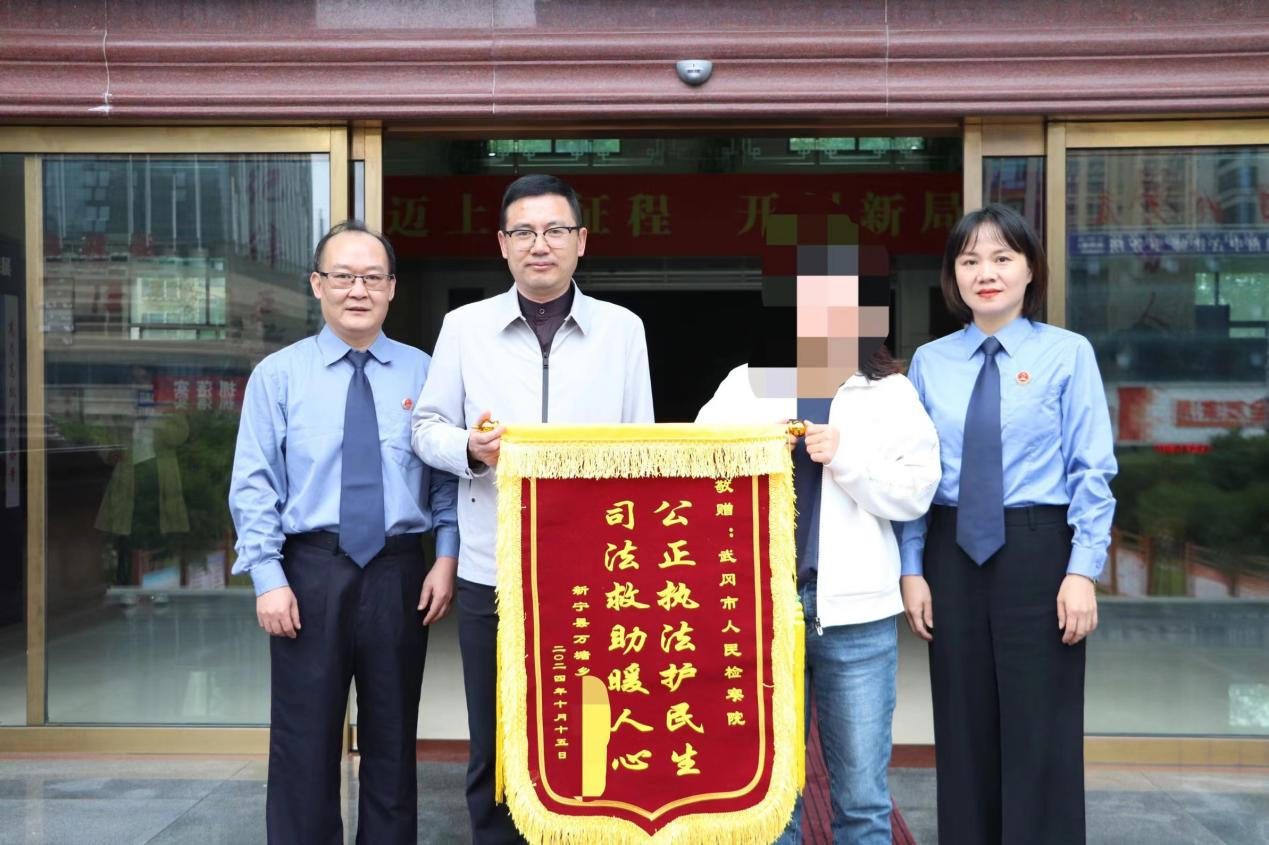 迈上 征程 开 新局
敬赠：武冈市人民检察院
公正执法护民生
司法救助暖人心
新宁县万塘乡
二〇二四年十月十五日